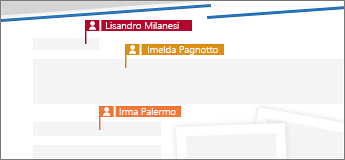 Lisandro Milanesi
Imelda Pagnotto
Irma Palermo